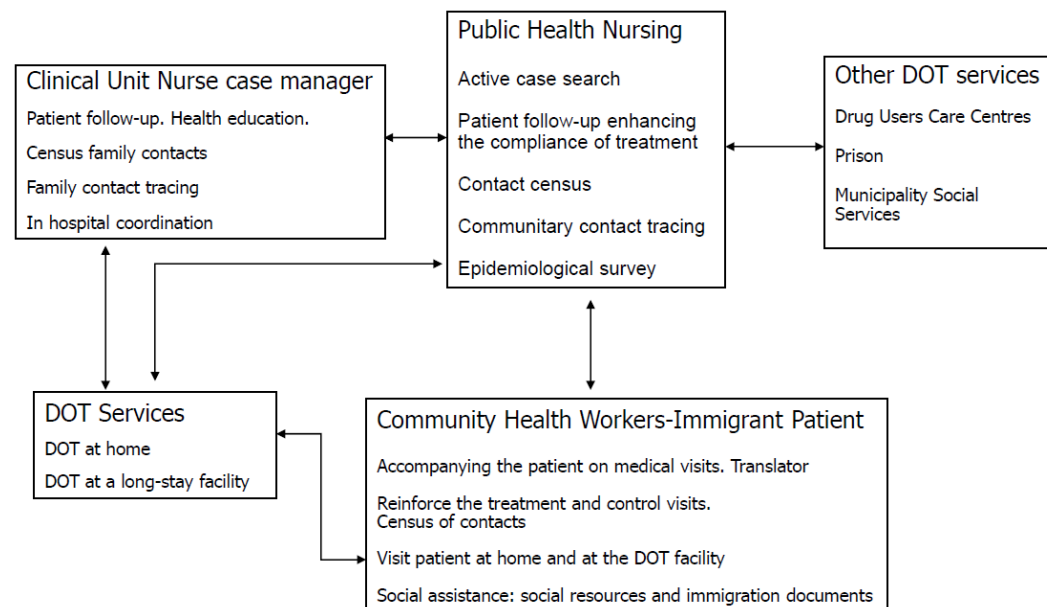 Clinical Unit Nurse case manager
Patient follow-up. Health education.
Census family contacts
Family contact tracing
In hospital coordination
Public Health Nursing
Active case search
Patient follow-up enhancing
the compliance of treatment
Contact census
Communitary contact tracing
Epidemiological survey
Other DOT services
Drug Users Care Centres
Prison
Municipality Social
Services
DOT Services
DOT at home
DOT at a long-stay facility
Community Health Workers-Immigrant Patient
Accompanying the patient on medical visits. Translator
Reinforce the treatment and control visits.
Census of contacts
Visit patient at home and at the DOT facility
Social assistance: social resources and immigration documents